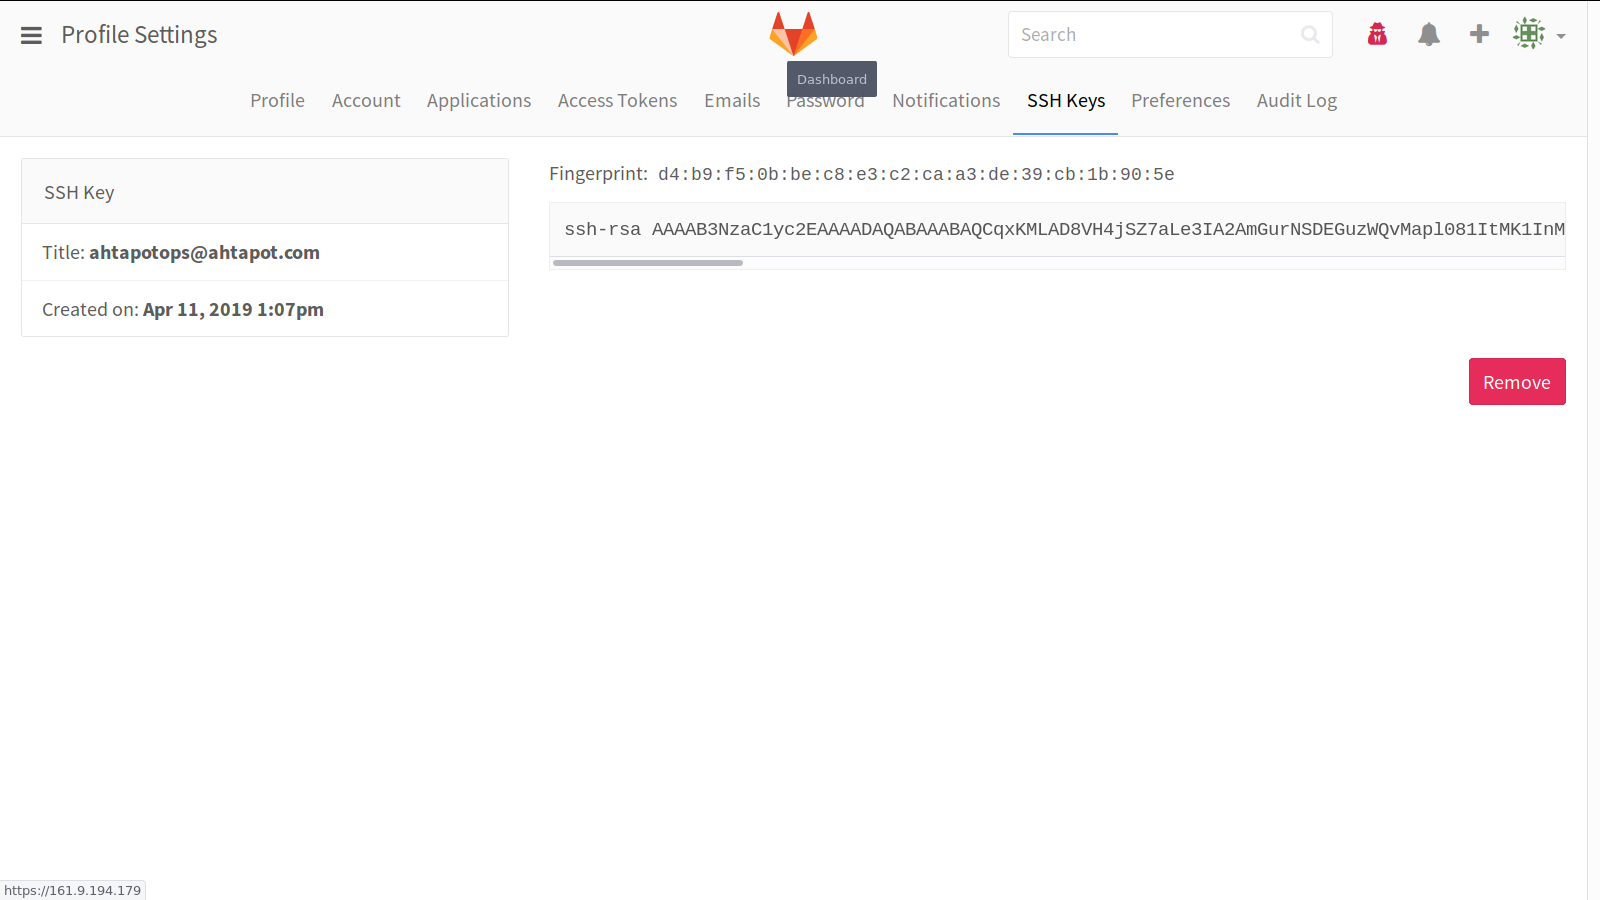 Profile Settings
Search
Dashboard
Profile Account Applications Access Tokens Emails Password Notifications SSH Keys Preferences Audit Log
SSH Key
Title: ahtapotops@ahtapot.com
Created on: Apr 11, 2019 1:07pm
Fingerprint: d4:b9:f5:0b:be:c8:e3:c2:ca:a3:de:39:cb:1b:90:5e
ssh-rsa AAAAB3NzaC1yc2EAAAADAQABAAABAQCqxKMLAD8VH4jSZ7aLe3IA2AmGurNSDEGuzWQvMapl081ItMK1InM
Remove
https://161.9.194.179